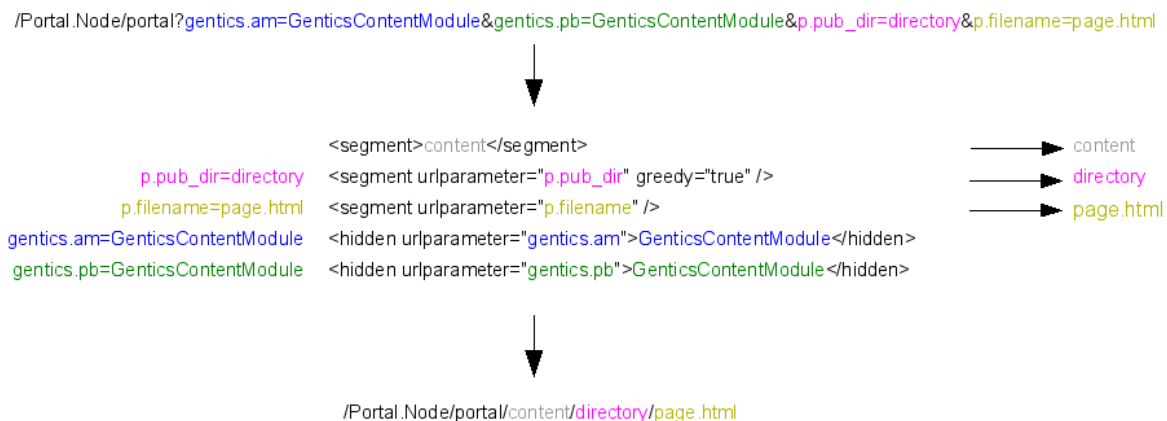 /Portal.Node/portal?gentics.am=GenticsContentModule&gentics.pb=GenticsContentModule&p.pub_dir=directory&p.filename=page.html
<segment>content</segment> content
p.pub_dir=directory <segment urlparameter="p.pub_dir" greedy="true" /> directory
p.filename=page.html <segment urlparameter="p.filename" /> page.html
gentics.am=GenticsContentModule <hidden urlparameter="gentics.am">GenticsContentModule</hidden>
gentics.pb=GenticsContentModule <hidden urlparameter="gentics.pb">GenticsContentModule</hidden>
/Portal.Node/portal/content/directory/page.html